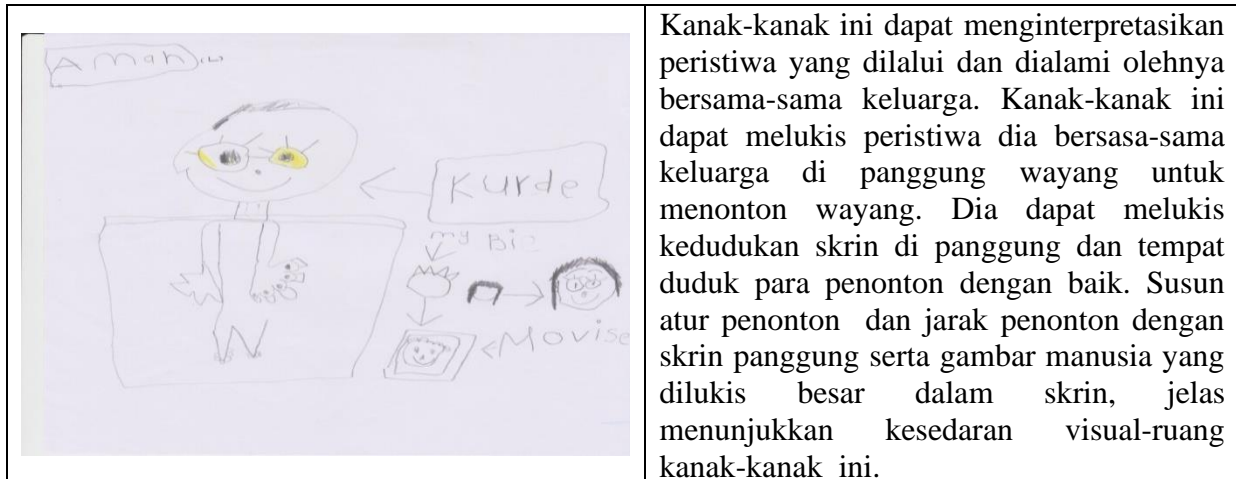 Aman
Kurde
my Bie
Movise
Kanak-kanak ini dapat menginterpretasikan
peristiwa yang dilalui dan dialami olehnya
bersama-sama keluarga. Kanak-kanak ini
dapat melukis peristiwa dia bersasa-sama
keluarga di panggung wayang untuk
menonton wayang. Dia dapat melukis
kedudukan skrin di panggung dan tempat
duduk para penonton dengan baik. Susun
atur penonton dan jarak penonton dengan
skrin panggung serta gambar manusia yang
dilukis besar dalam skrin, jelas
menunjukkan kesedaran visual-ruang
kanak-kanak ini.